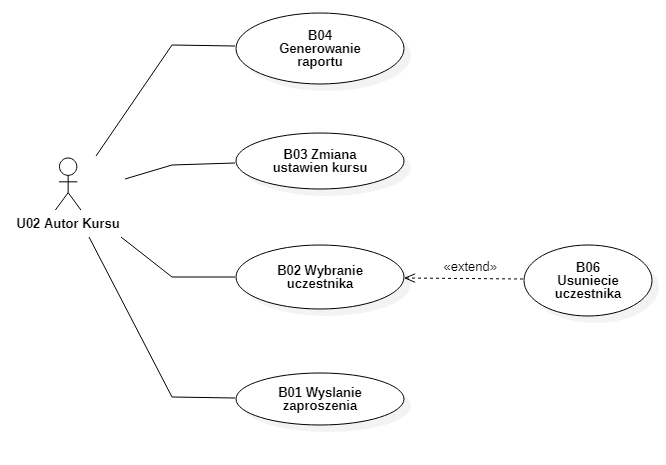 B04
Generowanie
raportu
B03 Zmiana
ustawien kursu
U02 Autor Kursu
B02 Wybranie
uczestnika
«extend»
B06
Usuniecie
uczestnika
B01 Wyslanie
zaproszenia